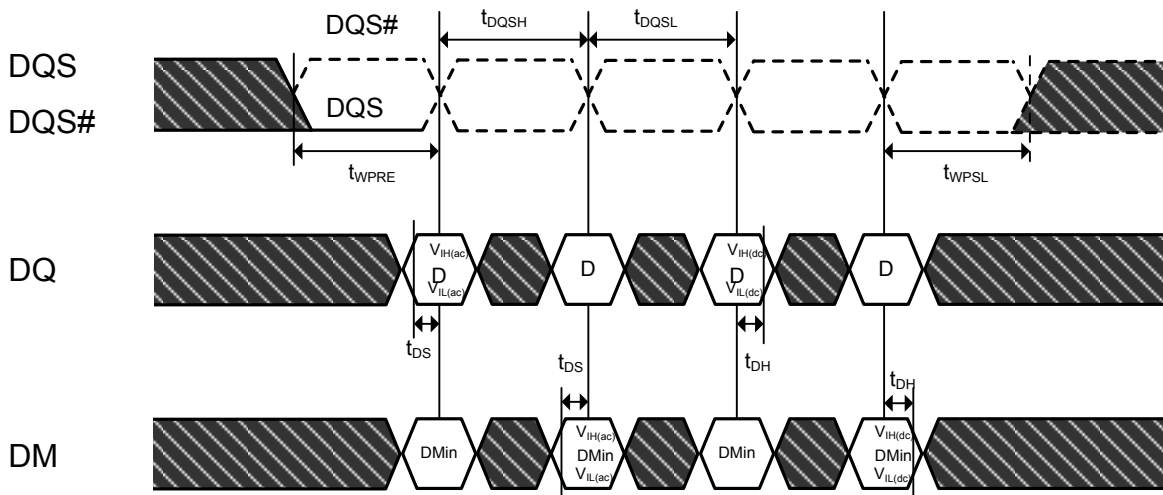 DQS#
tDQSH
tDQSL
DQS
DQS
DQS#
tWPRE
tWPSL
DQ
VIH(ac)
D
VIL(ac)
D
VIH(dc)
D
VIL(dc)
D
tDS
tDS
tDH
tDH
DM
DMin
VIH(ac)
DMin
VIL(ac)
DMin
VIH(dc)
DMin
VIL(dc)